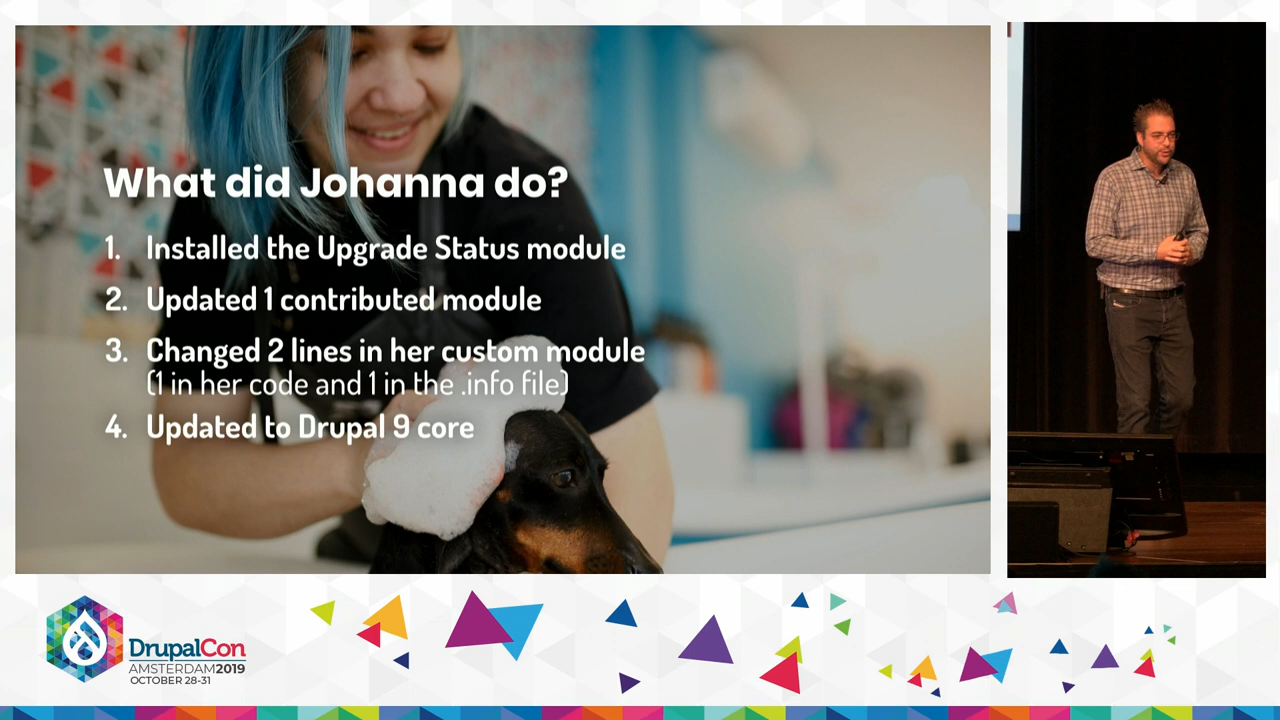 What did Johanna do?
1. Installed the Upgrade Status module
2. Updated 1 contributed module
3. Changed 2 lines in her custom module
(1 in her code and 1 in the .info file)
4. Updated to Drupal 9 core
DrupalCon
AMSTERDAM2019
OCTOBER 28-31